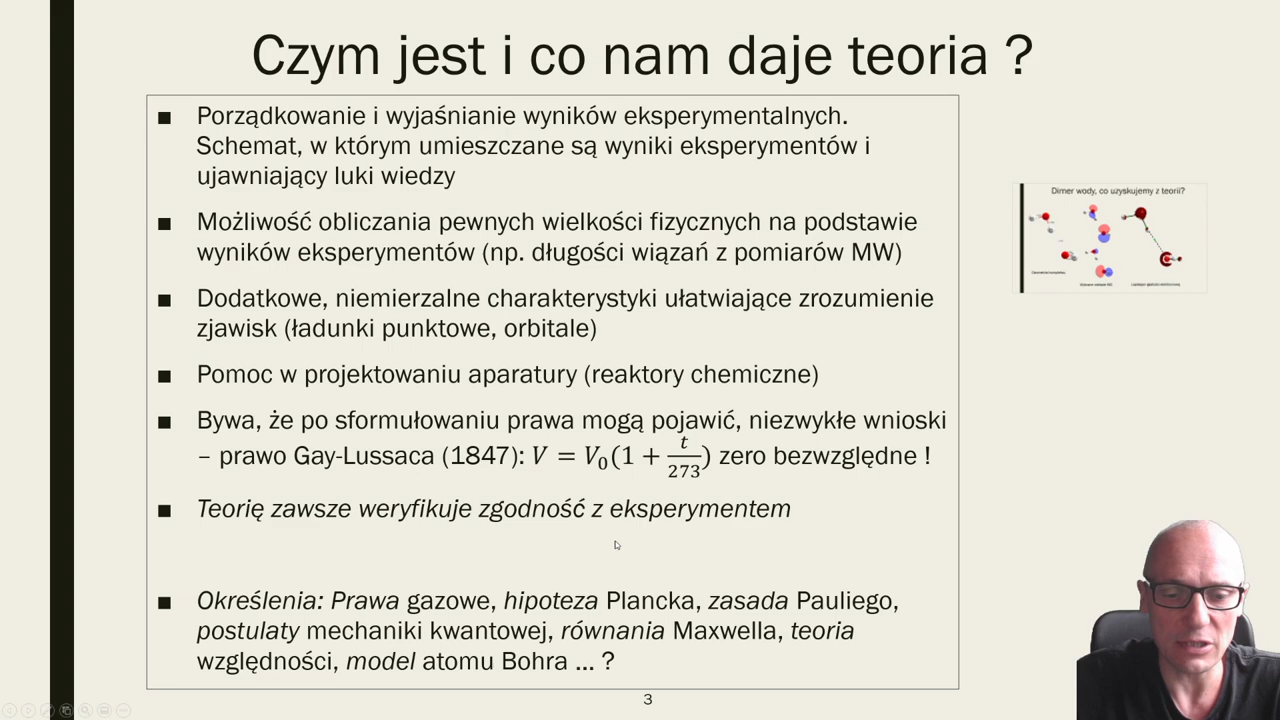 Czym jest i co nam daje teoria ?
■ Porządkowanie i wyjaśnianie wyników eksperymentalnych.
Schemat, w którym umieszczane są wyniki eksperymentów i
ujawniający luki wiedzy
■ Możliwość obliczania pewnych wielkości fizycznych na podstawie
wyników eksperymentów (np. długości wiązań z pomiarów MW)
■ Dodatkowe, niemierzalne charakterystyki ułatwiające zrozumienie
zjawisk (ładunki punktowe, orbitale)
■ Pomoc w projektowaniu aparatury (reaktory chemiczne)
■ Bywa, że po sformułowaniu prawa mogą pojawić, niezwykłe wnioski
– prawo Gay-Lussaca (1847): V = V₀(1 + t/273) zero bezwzględne !
■ Teorię zawsze weryfikuje zgodność z eksperymentem
■ Określenia: Prawa gazowe, hipoteza Plancka, zasada Pauliego,
postulaty mechaniki kwantowej, równania Maxwella, teoria
względności, model atomu Bohra ... ?
Dimer wody, co uzyskujemy z teorii?
3